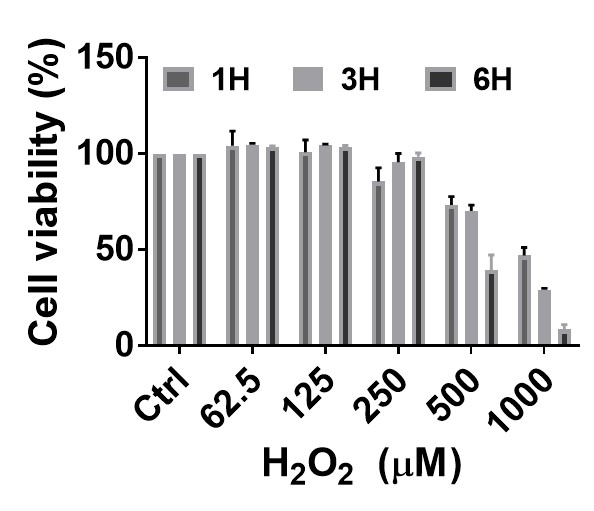 Cell viability (%)
150
100
50
0
1H 3H 6H
Ctrl 62.5 125 250 500 1000
H₂O₂ (μM)